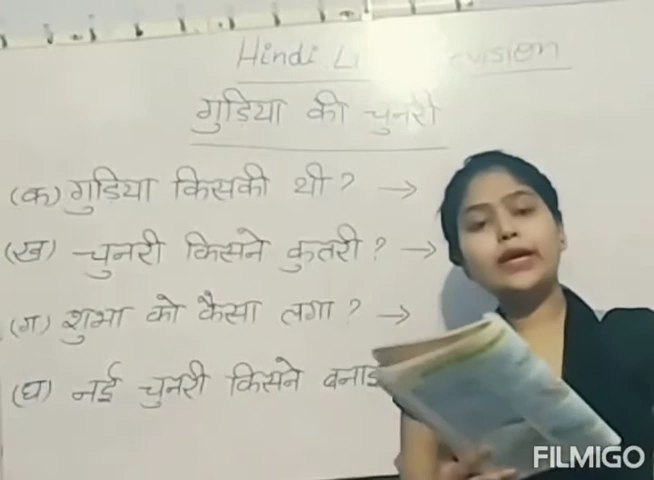 Hindi
गुड़िया की चुनरी
(क) गुड़िया किसकी थी? →
(ख) चुनरी किसने कुतरी? →
(ग) शुभा को कैसा लगा? →
(घ) नई चुनरी किसने
FILMIGO